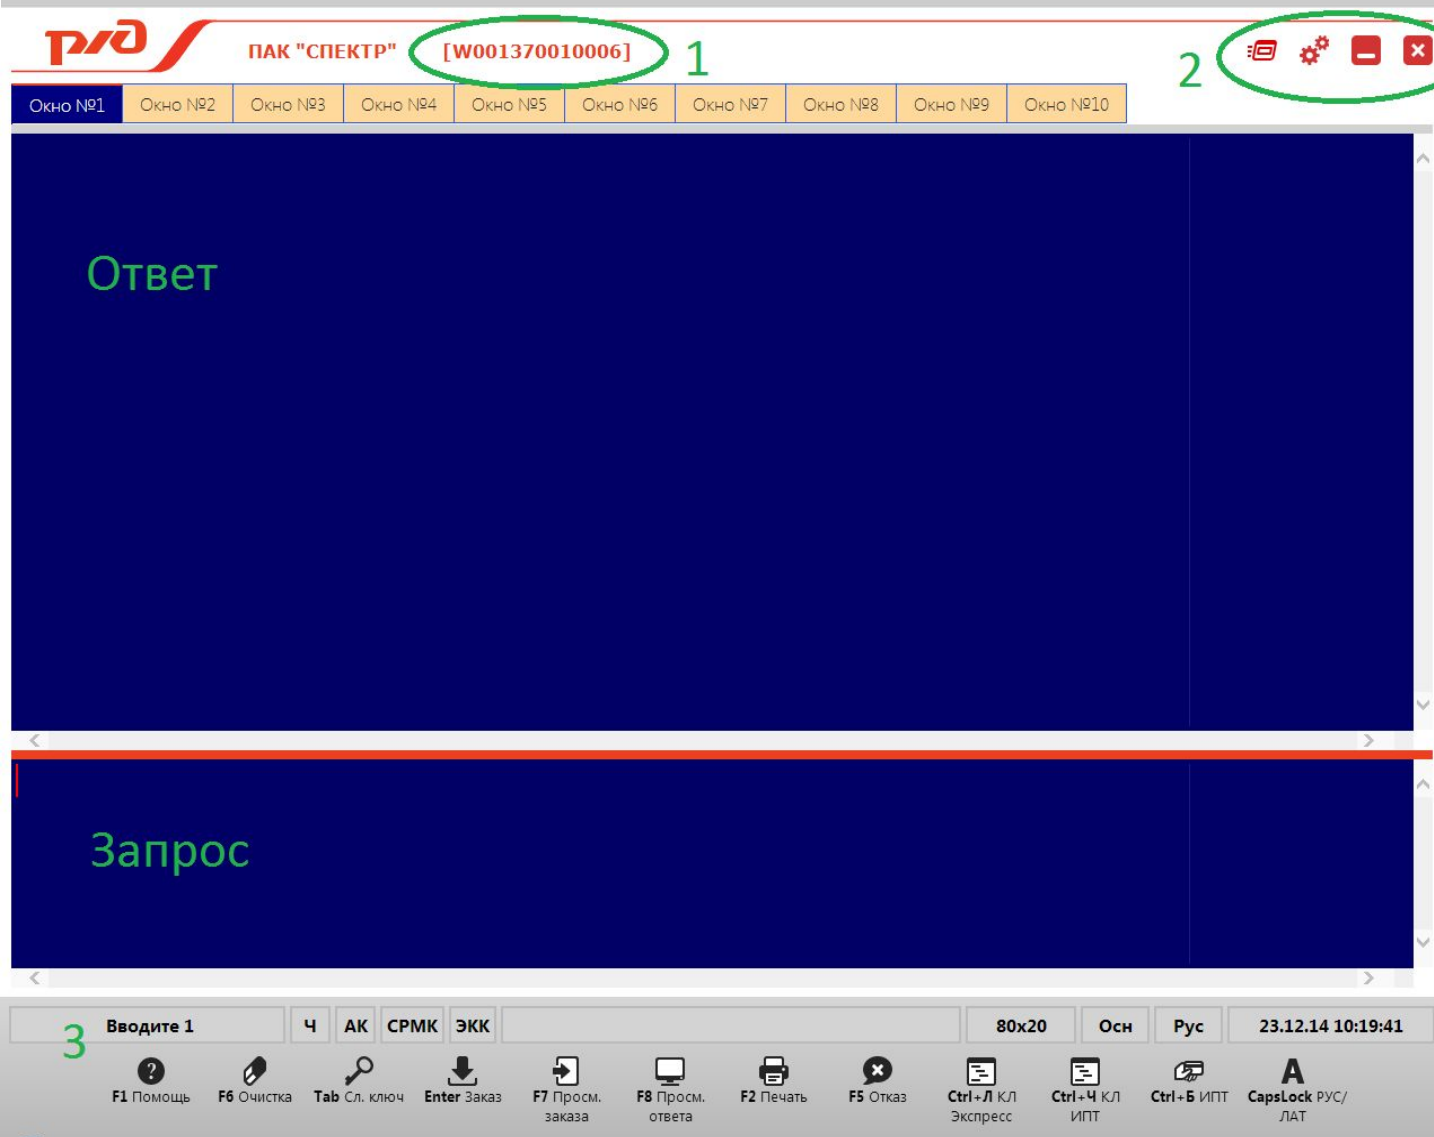 ржд ПАК "СПЕКТР" [W001370010006] 1 2
Окно №1 Окно №2 Окно №3 Окно №4 Окно №5 Окно №6 Окно №7 Окно №8 Окно №9 Окно №10
Ответ
Запрос
3 Вводите 1 Ч АК СРМК ЭКК 80x20 Осн Рус 23.12.14 10:19:41
F1 Помощь F6 Очистка Tab Сл. ключ Enter Заказ F7 Просм. F8 Просм. F2 Печать F5 Отказ Ctrl+Л КЛ Ctrl+Ч КЛ Ctrl+Б ИПТ CapsLock РУС/
заказа ответа Экспресс ИПТ ЛАТ